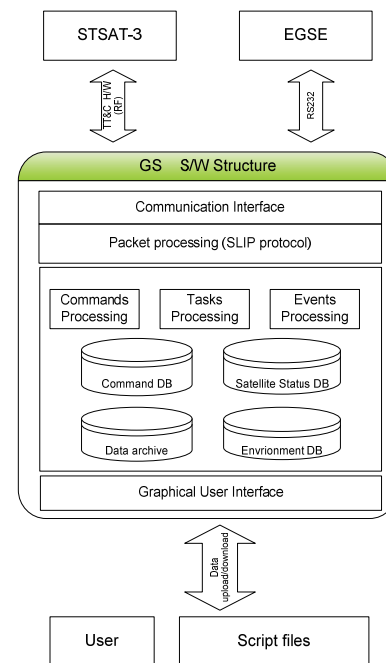 STSAT-3
EGSE
TT&C H/W
(RF)
RS232
GS S/W Structure
Communication Interface
Packet processing (SLIP protocol)
Commands
Processing
Tasks
Processing
Events
Processing
Command DB
Satellite Status DB
Data archive
Envrionment DB
Graphical User Interface
Data
upload/download
User
Script files